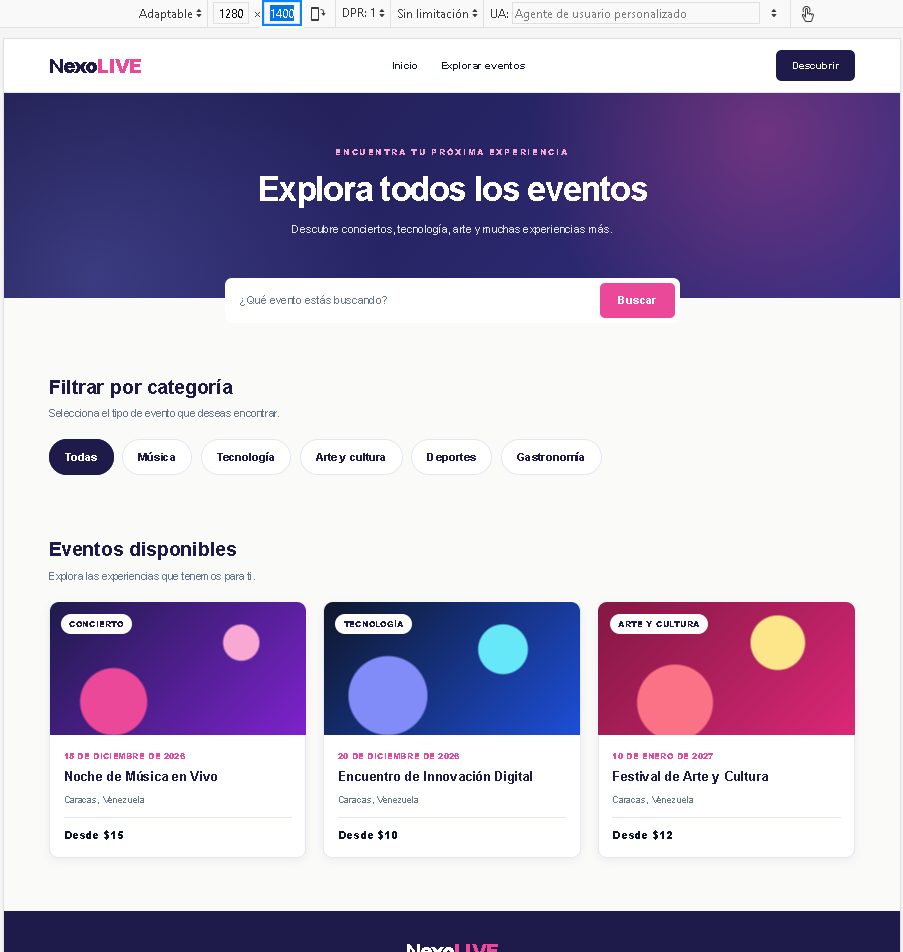 Adaptable 1280 × 1400 DPR: 1 Sin limitación UA: Agente de usuario personalizado
NexoLIVE Inicio Explorar eventos Descubrir
ENCUENTRA TU PRÓXIMA EXPERIENCIA
Explora todos los eventos
Descubre conciertos, tecnología, arte y muchas experiencias más.
¿Qué evento estás buscando? Buscar
Filtrar por categoría
Selecciona el tipo de evento que deseas encontrar.
Todas Música Tecnología Arte y cultura Deportes Gastronomía
Eventos disponibles
Explora las experiencias que tenemos para ti.
CONCIERTO TECNOLOGÍA ARTE Y CULTURA
18 DE DICIEMBRE DE 2026 20 DE DICIEMBRE DE 2026 10 DE ENERO DE 2027
Noche de Música en Vivo Encuentro de Innovación Digital Festival de Arte y Cultura
Caracas, Venezuela Caracas, Venezuela Caracas, Venezuela
Desde $15 Desde $10 Desde $12
NexoLIVE